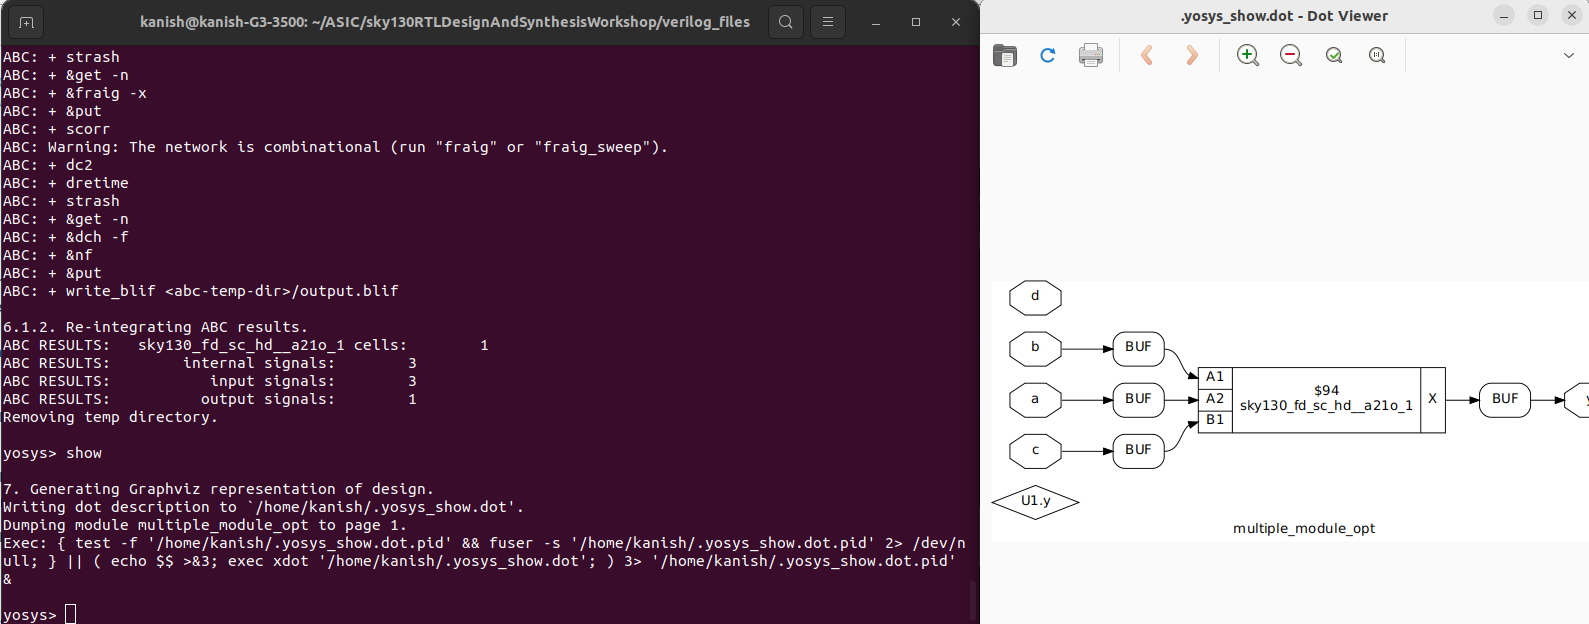 kanish@kanish-G3-3500: ~/ASIC/sky130RTLDesignAndSynthesisWorkshop/verilog_files
ABC: + strash
ABC: + &get -n
ABC: + &fraig -x
ABC: + &put
ABC: + scorr
ABC: Warning: The network is combinational (run "fraig" or "fraig_sweep").
ABC: + dc2
ABC: + dretime
ABC: + strash
ABC: + &get -n
ABC: + &dch -f
ABC: + &nf
ABC: + &put
ABC: + write_blif <abc-temp-dir>/output.blif
6.1.2. Re-integrating ABC results.
ABC RESULTS:   sky130_fd_sc_hd__a21o_1 cells:        1
ABC RESULTS:        internal signals:        3
ABC RESULTS:           input signals:        3
ABC RESULTS:          output signals:        1
Removing temp directory.
yosys> show
7. Generating Graphviz representation of design.
Writing dot description to `/home/kanish/.yosys_show.dot'.
Dumping module multiple_module_opt to page 1.
Exec: { test -f '/home/kanish/.yosys_show.dot.pid' && fuser -s '/home/kanish/.yosys_show.dot.pid' 2> /dev/n
ull; } || ( echo $$ >&3; exec xdot '/home/kanish/.yosys_show.dot'; ) 3> '/home/kanish/.yosys_show.dot.pid'
&
yosys>
.yosys_show.dot - Dot Viewer
d
b
BUF
a
BUF
c
BUF
A1
A2
B1
$94
sky130_fd_sc_hd__a21o_1
X
BUF
y
U1.y
multiple_module_opt